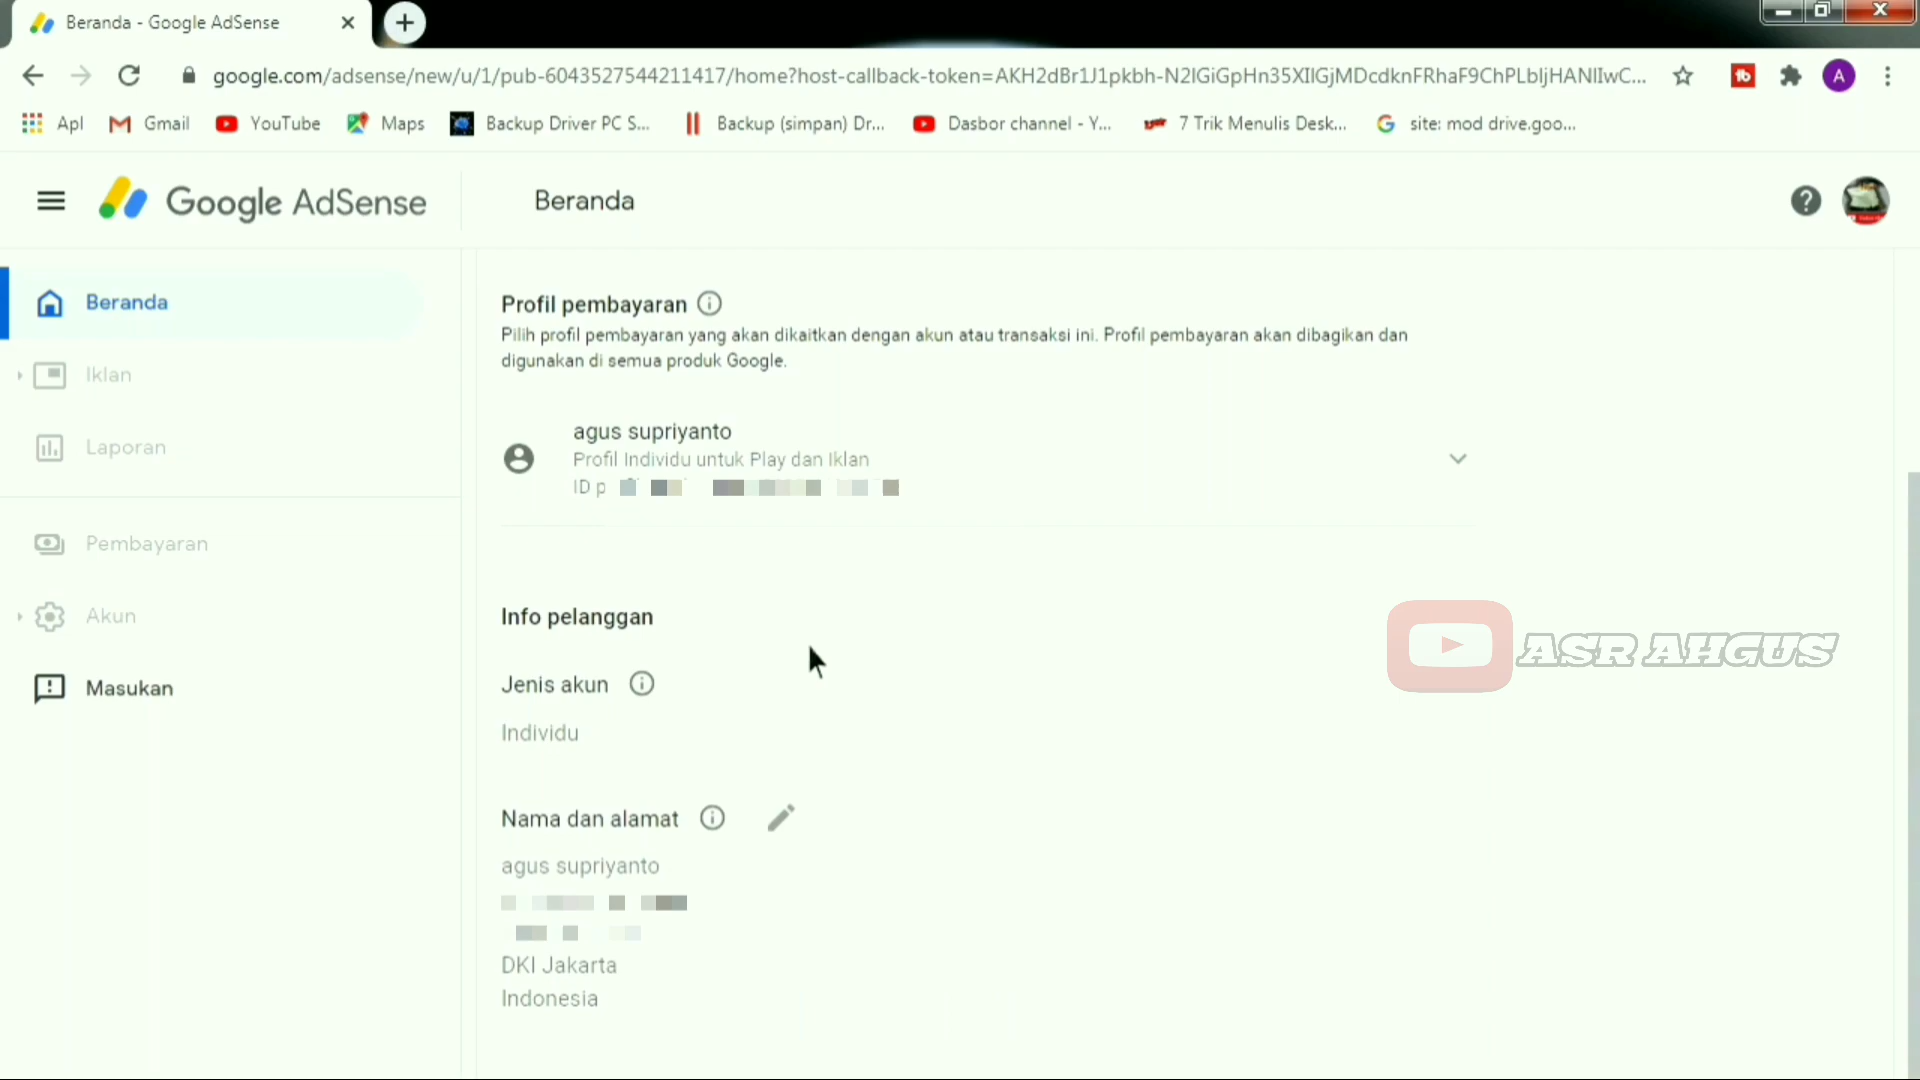 Beranda - Google AdSense
google.com/adsense/new/u/1/pub-6043527544211417/home?host-callback-token=AKH2dBr1J1pkbh-N2IGiGpHn35XIIGjMDcdknFRhaF9ChPLbljHANIIwC...
A
Apl
Gmail
YouTube
Maps
Backup Driver PC S...
Backup (simpan) Dr...
Dasbor channel - Y...
7 Trik Menulis Desk...
site: mod drive.goo...
Google AdSense
Beranda
Beranda
Iklan
Laporan
Pembayaran
Akun
Masukan
Profil pembayaran
Pilih profil pembayaran yang akan dikaitkan dengan akun atau transaksi ini. Profil pembayaran akan dibagikan dan
digunakan di semua produk Google.
agus supriyanto
Profil Individu untuk Play dan Iklan
ID p
Info pelanggan
Jenis akun
Individu
Nama dan alamat
agus supriyanto
DKI Jakarta
Indonesia
ASR AHGUS